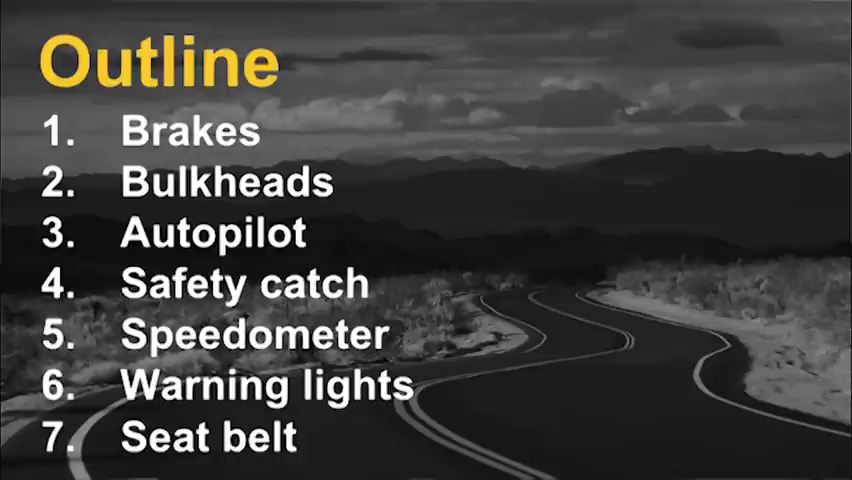 Outline
1. Brakes
2. Bulkheads
3. Autopilot
4. Safety catch
5. Speedometer
6. Warning lights
7. Seat belt